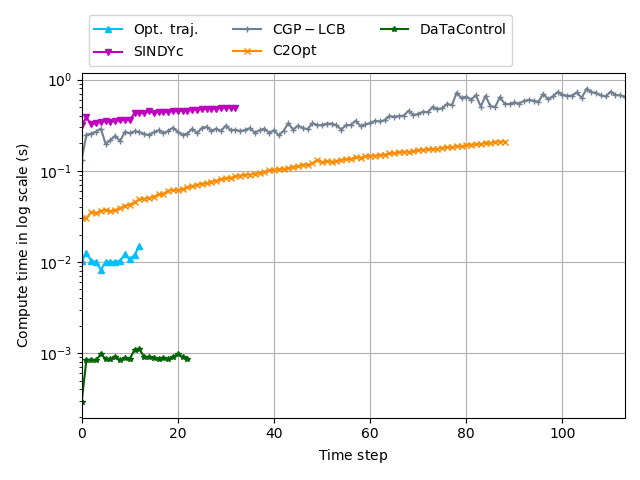 Opt. traj.
SINDYc
CGP − LCB
C2Opt
DaTaControl
Compute time in log scale (s)
10⁰
10⁻¹
10⁻²
10⁻³
0 20 40 60 80 100
Time step